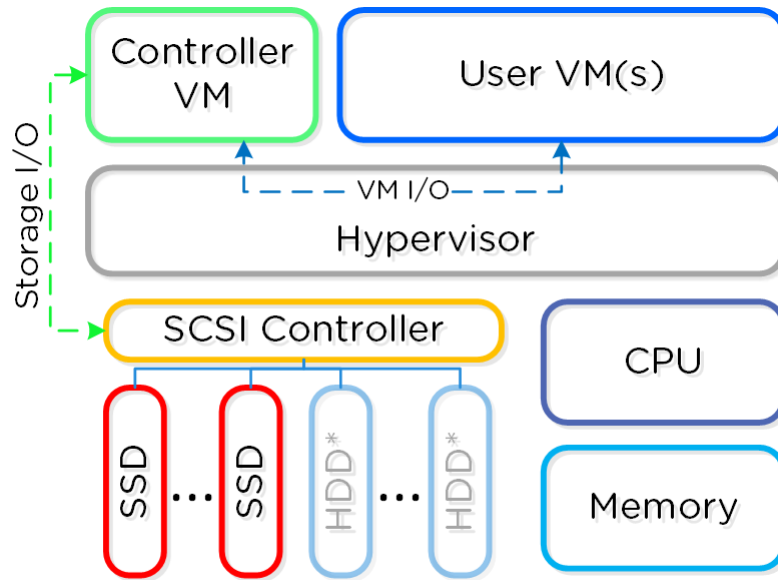 Controller
VM
User VM(s)
Storage I/O
VM I/O
Hypervisor
SCSI Controller
CPU
SSD
...
SSD
HDD*
...
HDD*
Memory